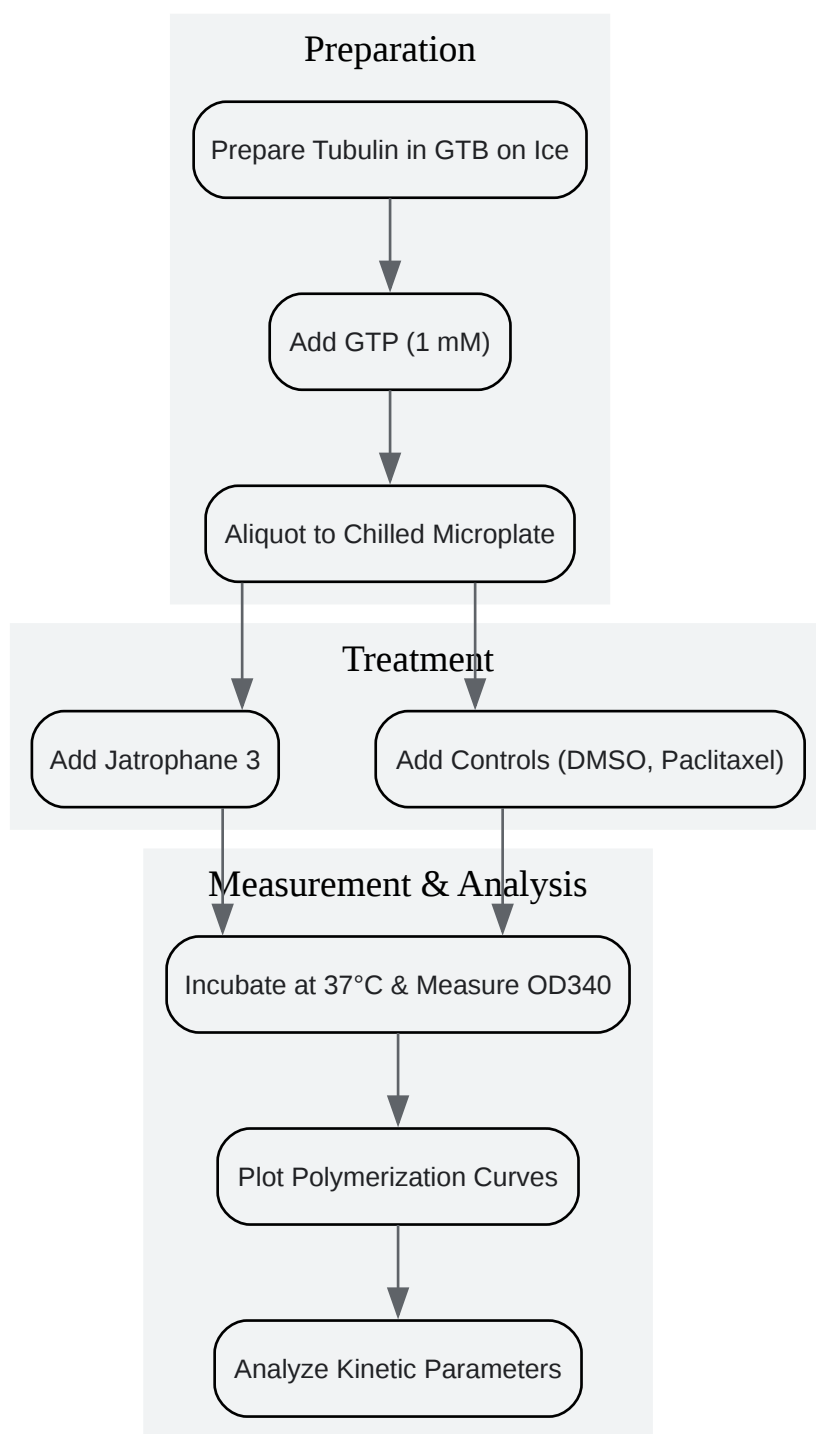 Preparation
Prepare Tubulin in GTB on Ice
Add GTP (1 mM)
Aliquot to Chilled Microplate
Treatment
Add Jatrophane 3
Add Controls (DMSO, Paclitaxel)
Measurement & Analysis
Incubate at 37°C & Measure OD340
Plot Polymerization Curves
Analyze Kinetic Parameters